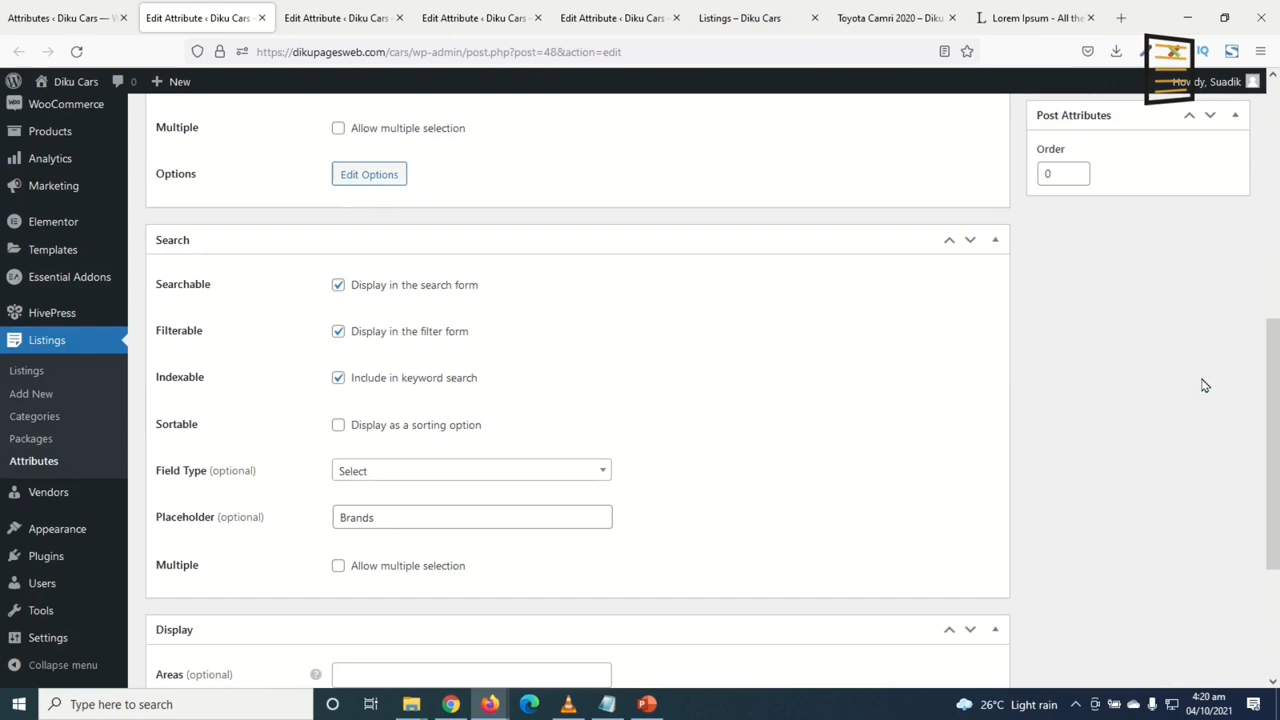 Attributes ‹ Diku Cars — W
Edit Attribute ‹ Diku Cars -
Edit Attribute ‹ Diku Cars -
Edit Attribute ‹ Diku Cars -
Edit Attribute ‹ Diku Cars -
Listings – Diku Cars
Toyota Camri 2020 – Diku
Lorem Ipsum - All the
https://dikupagesweb.com/cars/wp-admin/post.php?post=48&action=edit
IQ
Diku Cars
0
New
Howdy, Suadik
WooCommerce
Products
Analytics
Marketing
Elementor
Templates
Essential Addons
HivePress
Listings
Listings
Add New
Categories
Packages
Attributes
Vendors
Appearance
Plugins
Users
Tools
Settings
Collapse menu
Multiple
Allow multiple selection
Options
Edit Options
Search
Searchable
Display in the search form
Filterable
Display in the filter form
Indexable
Include in keyword search
Sortable
Display as a sorting option
Field Type (optional)
Select
Placeholder (optional)
Brands
Multiple
Allow multiple selection
Display
Areas (optional)
?
Post Attributes
Order
0
Type here to search
26°C Light rain
4:20 am
04/10/2021